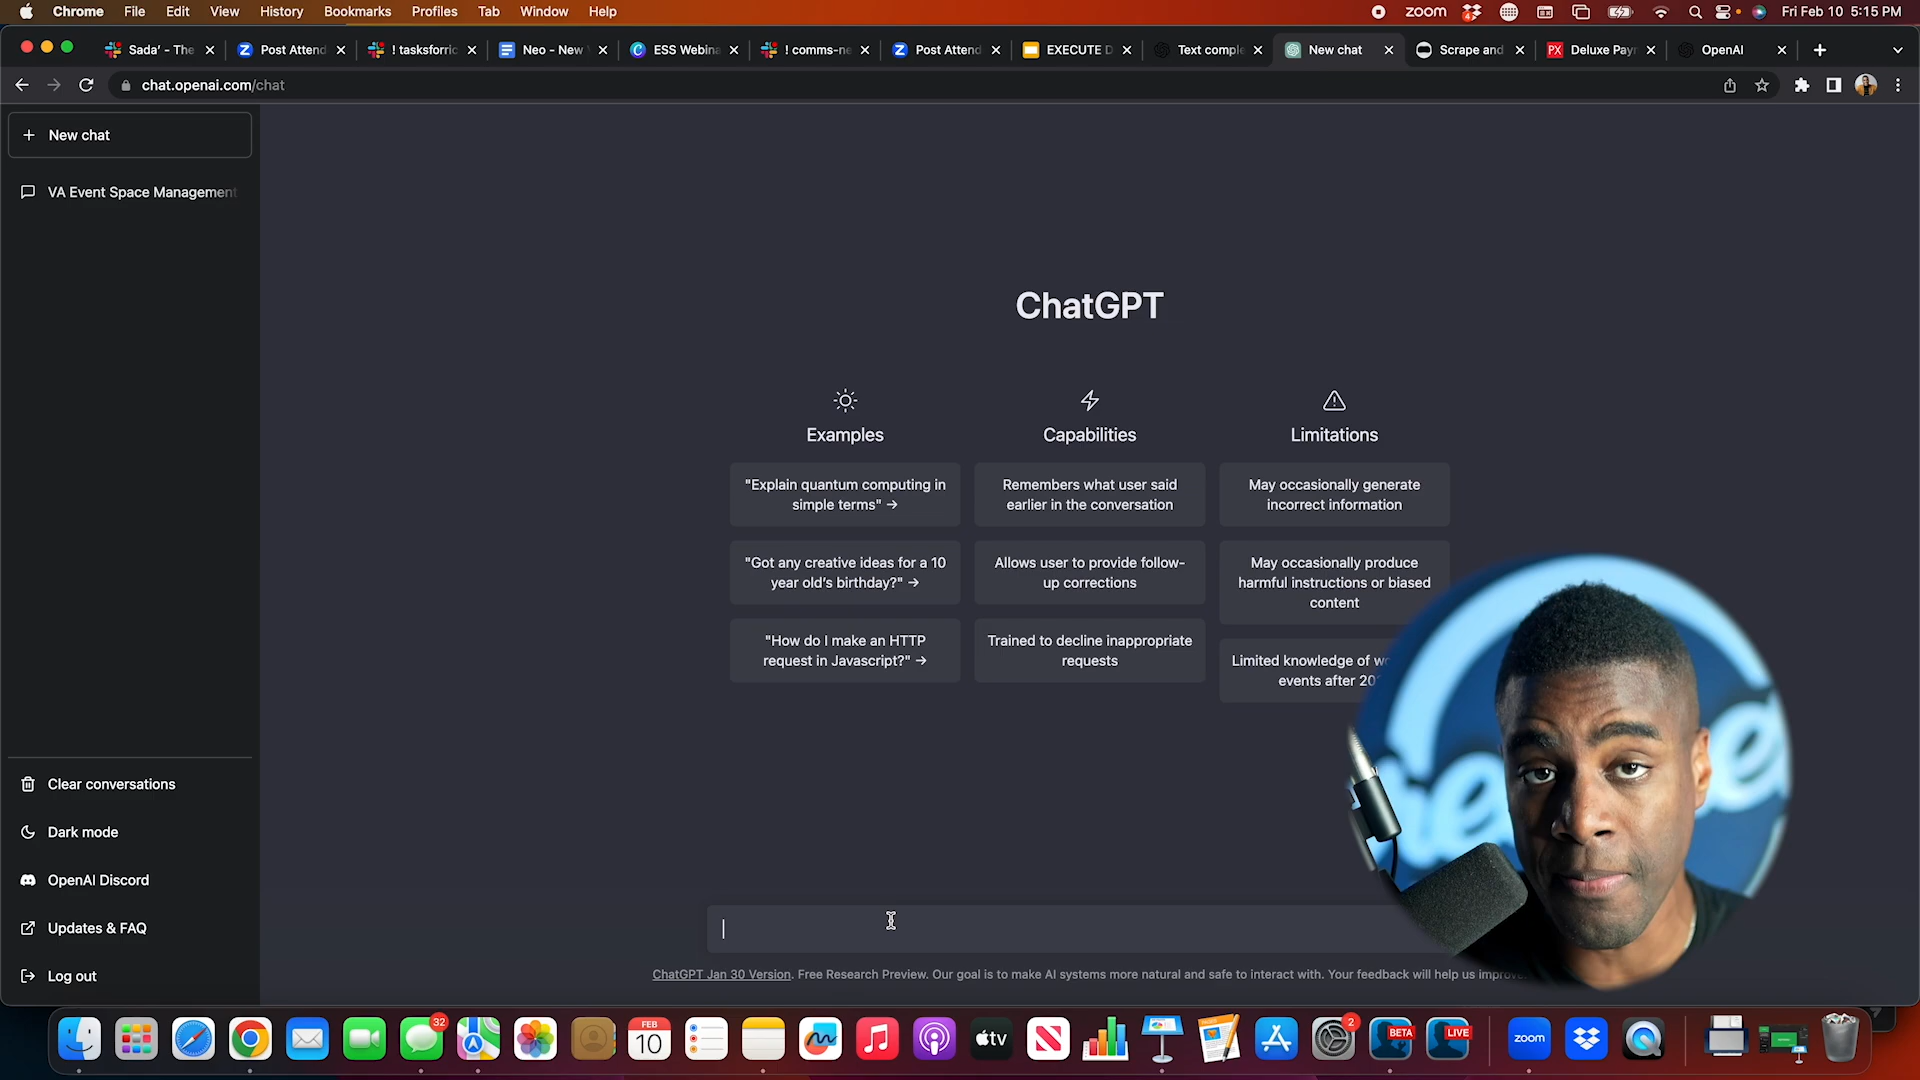 Chrome File Edit View History Bookmarks Profiles Tab Window Help
zoom
Fri Feb 10 5:15 PM
Sada' - The
Post Attend
! tasksforric
Neo - New
ESS Webina
! comms-ne
Post Attend
EXECUTE D
Text comple
New chat
Scrape and
Deluxe Payr
OpenAI
chat.openai.com/chat
New chat
VA Event Space Management
ChatGPT
Examples
Capabilities
Limitations
"Explain quantum computing in
simple terms" →
Remembers what user said
earlier in the conversation
May occasionally generate
incorrect information
"Got any creative ideas for a 10
year old's birthday?" →
Allows user to provide follow-
up corrections
May occasionally produce
harmful instructions or biased
content
"How do I make an HTTP
request in Javascript?" →
Trained to decline inappropriate
requests
Limited knowledge of
events after
Clear conversations
Dark mode
OpenAI Discord
Updates & FAQ
Log out
ChatGPT Jan 30 Version. Free Research Preview. Our goal is to make AI systems more natural and safe to interact with. Your feedback will help us improve.
32
FEB
10
tv
2
BETA
LIVE
zoom